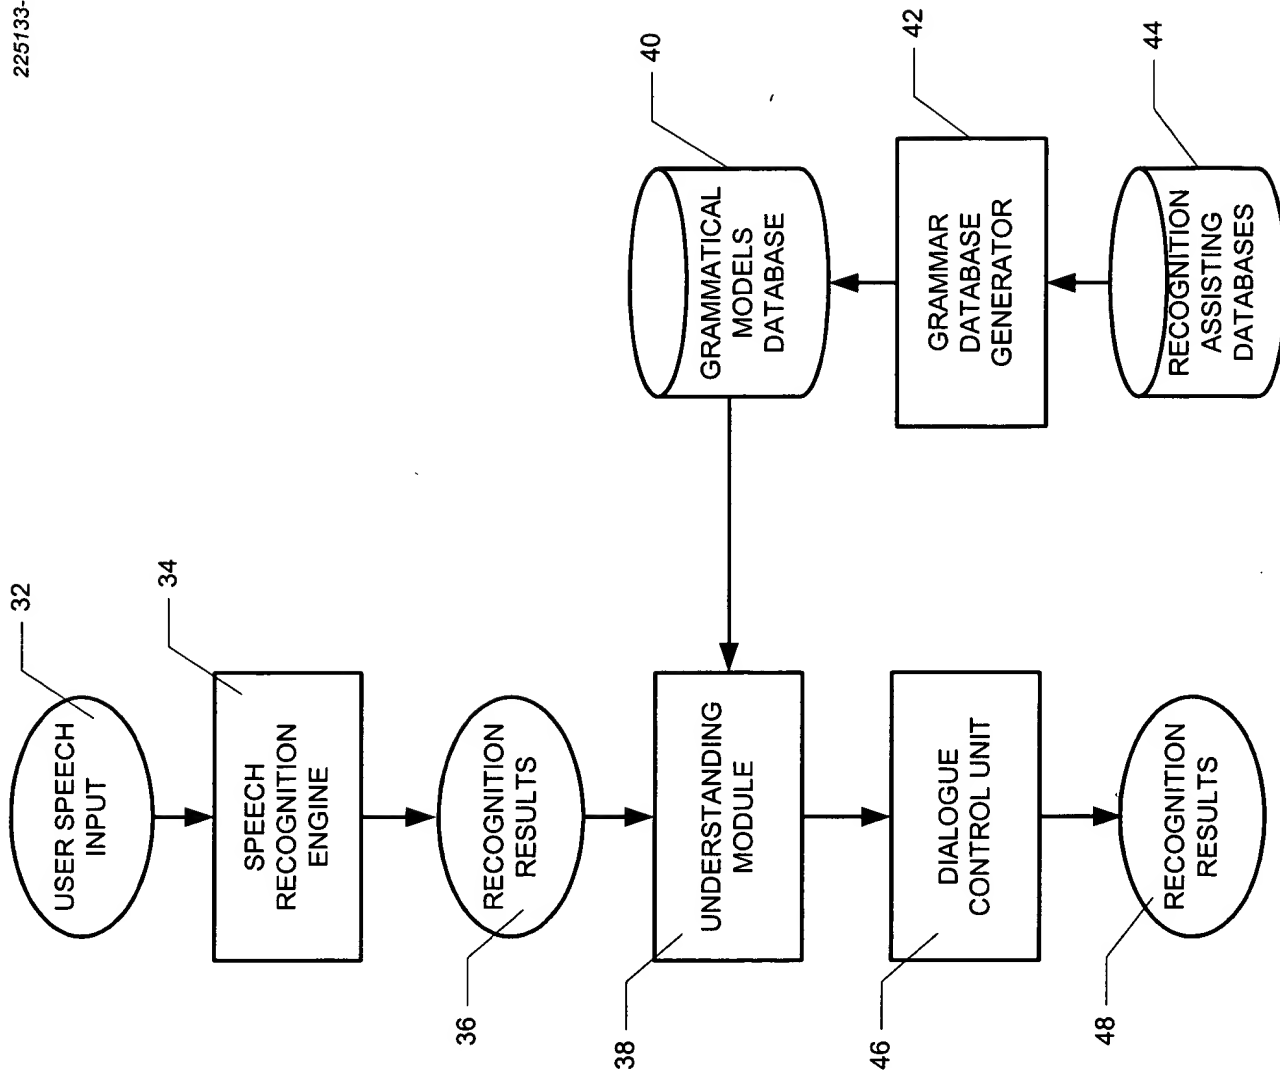 225133-
32
USER SPEECH
INPUT
34
SPEECH
RECOGNITION
ENGINE
36
RECOGNITION
RESULTS
38
UNDERSTANDING
MODULE
40
GRAMMATICAL
MODELS
DATABASE
42
GRAMMAR
DATABASE
GENERATOR
44
RECOGNITION
ASSISTING
DATABASES
46
DIALOGUE
CONTROL UNIT
48
RECOGNITION
RESULTS